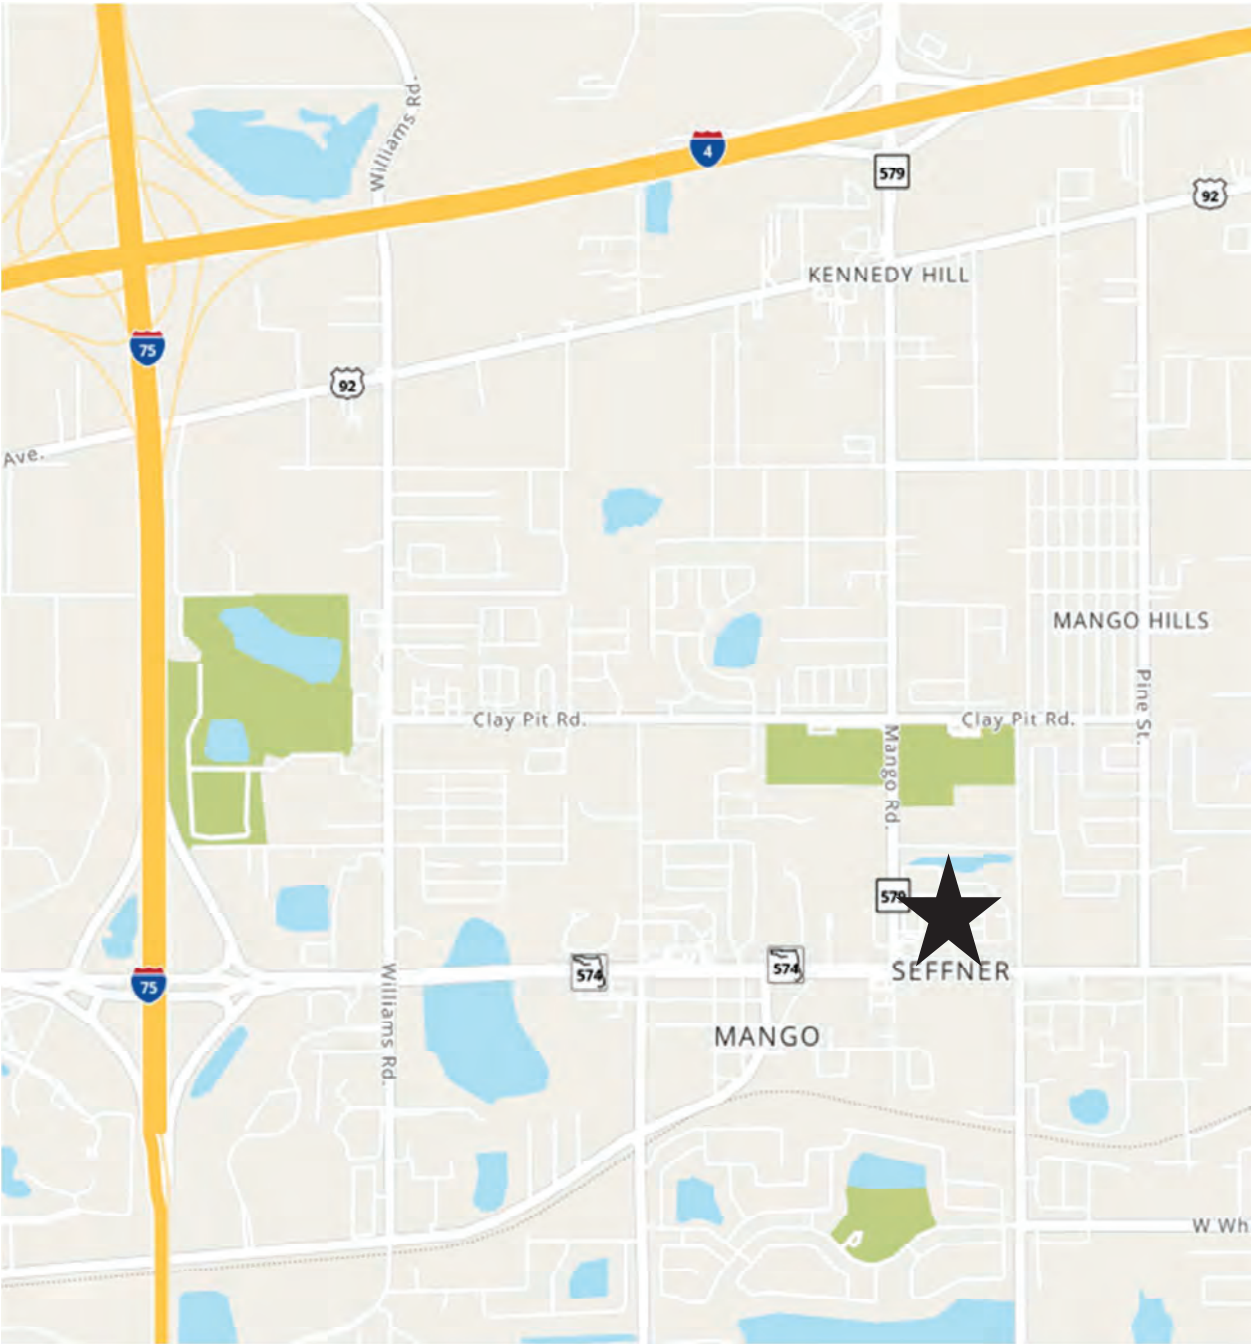 Williams Rd.
4
579
92
KENNEDY HILL
75
92
Ave.
MANGO HILLS
Pine St.
Clay Pit Rd.
Clay Pit Rd.
Mango Rd.
579
574
574
SEFFNER
75
Williams Rd.
MANGO
W Wh